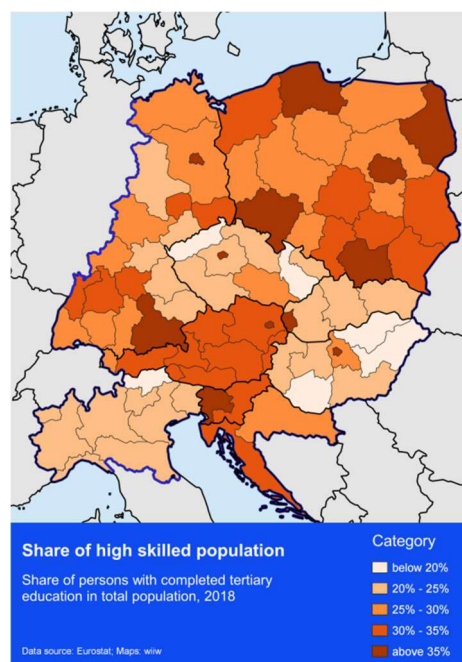 Share of high skilled population
Share of persons with completed tertiary
education in total population, 2018
Data source: Eurostat; Maps: wiiw
Category
below 20%
20% - 25%
25% - 30%
30% - 35%
above 35%